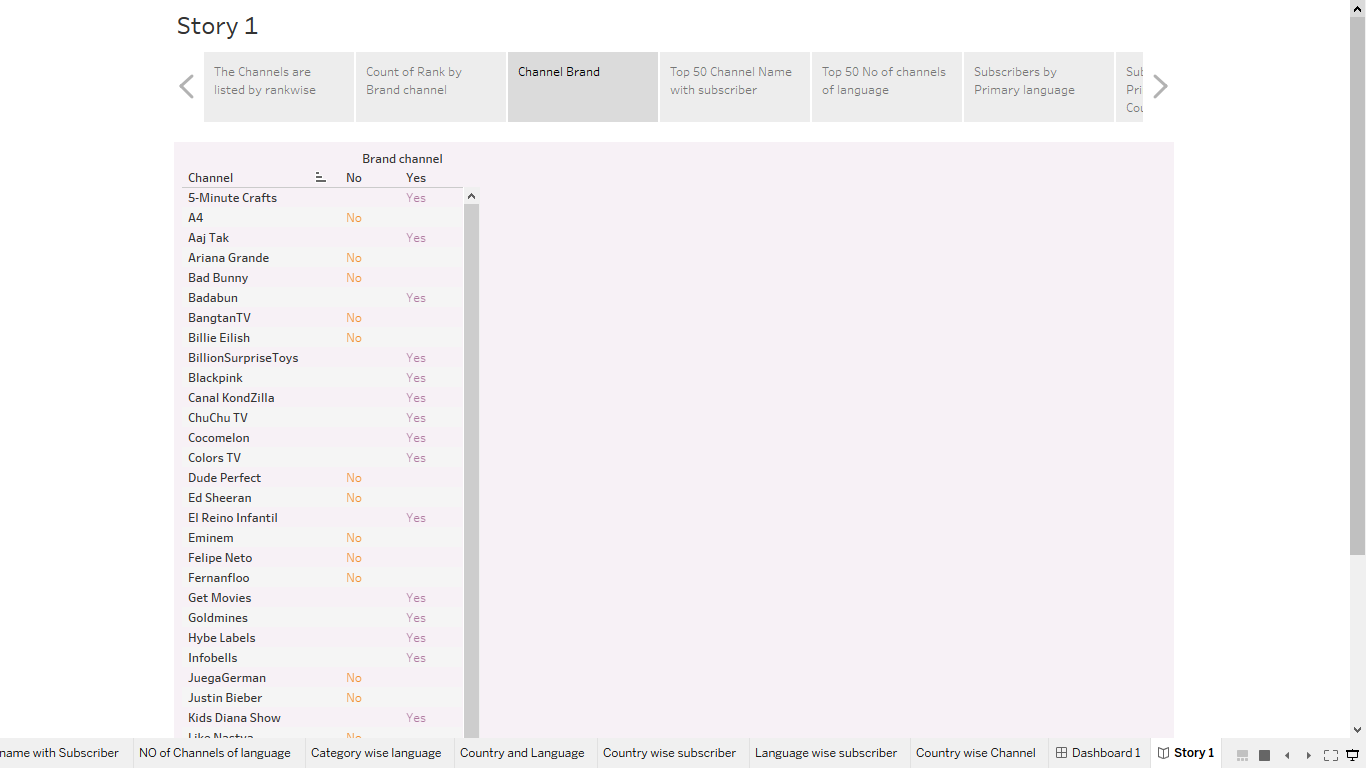 Story 1
The Channels are
listed by rankwise
Count of Rank by
Brand channel
Channel Brand
Top 50 Channel Name
with subscriber
Top 50 No of channels
of language
Subscribers by
Primary language
Brand channel
Channel No Yes
5-Minute Crafts Yes
A4 No
Aaj Tak Yes
Ariana Grande No
Bad Bunny No
Badabun Yes
BangtanTV No
Billie Eilish No
BillionSurpriseToys Yes
Blackpink Yes
Canal KondZilla Yes
ChuChu TV Yes
Cocomelon Yes
Colors TV Yes
Dude Perfect No
Ed Sheeran No
El Reino Infantil Yes
Eminem No
Felipe Neto No
Fernanfloo No
Get Movies Yes
Goldmines Yes
Hybe Labels Yes
Infobells Yes
JuegaGerman No
Justin Bieber No
Kids Diana Show Yes
Like Nastya No
name with Subscriber NO of Channels of language Category wise language Country and Language Country wise subscriber Language wise subscriber Country wise Channel Dashboard 1 Story 1